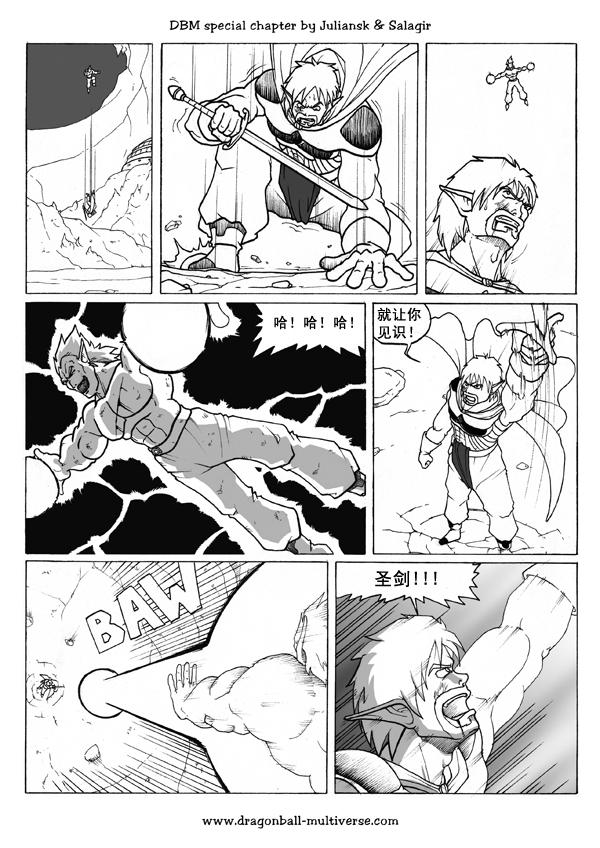 DBM special chapter by Juliansk & Salagir
哈！哈！哈！
就让你
见识！
BAW
圣剑!!!
www.dragonball-multiverse.com